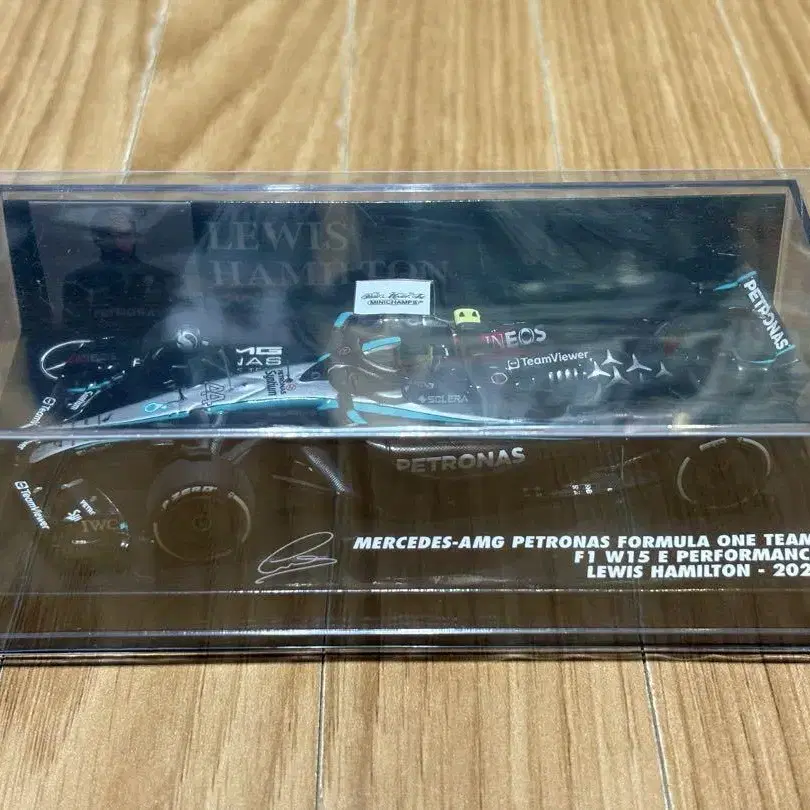 LEWIS
HAMILTON
MINICHAMPS
INEOS
TeamViewer
PETRONAS
SOLERA
44
PETRONAS
TeamViewer
IWC
MERCEDES-AMG PETRONAS FORMULA ONE TEAM
F1 W15 E PERFORMANC
LEWIS HAMILTON - 202